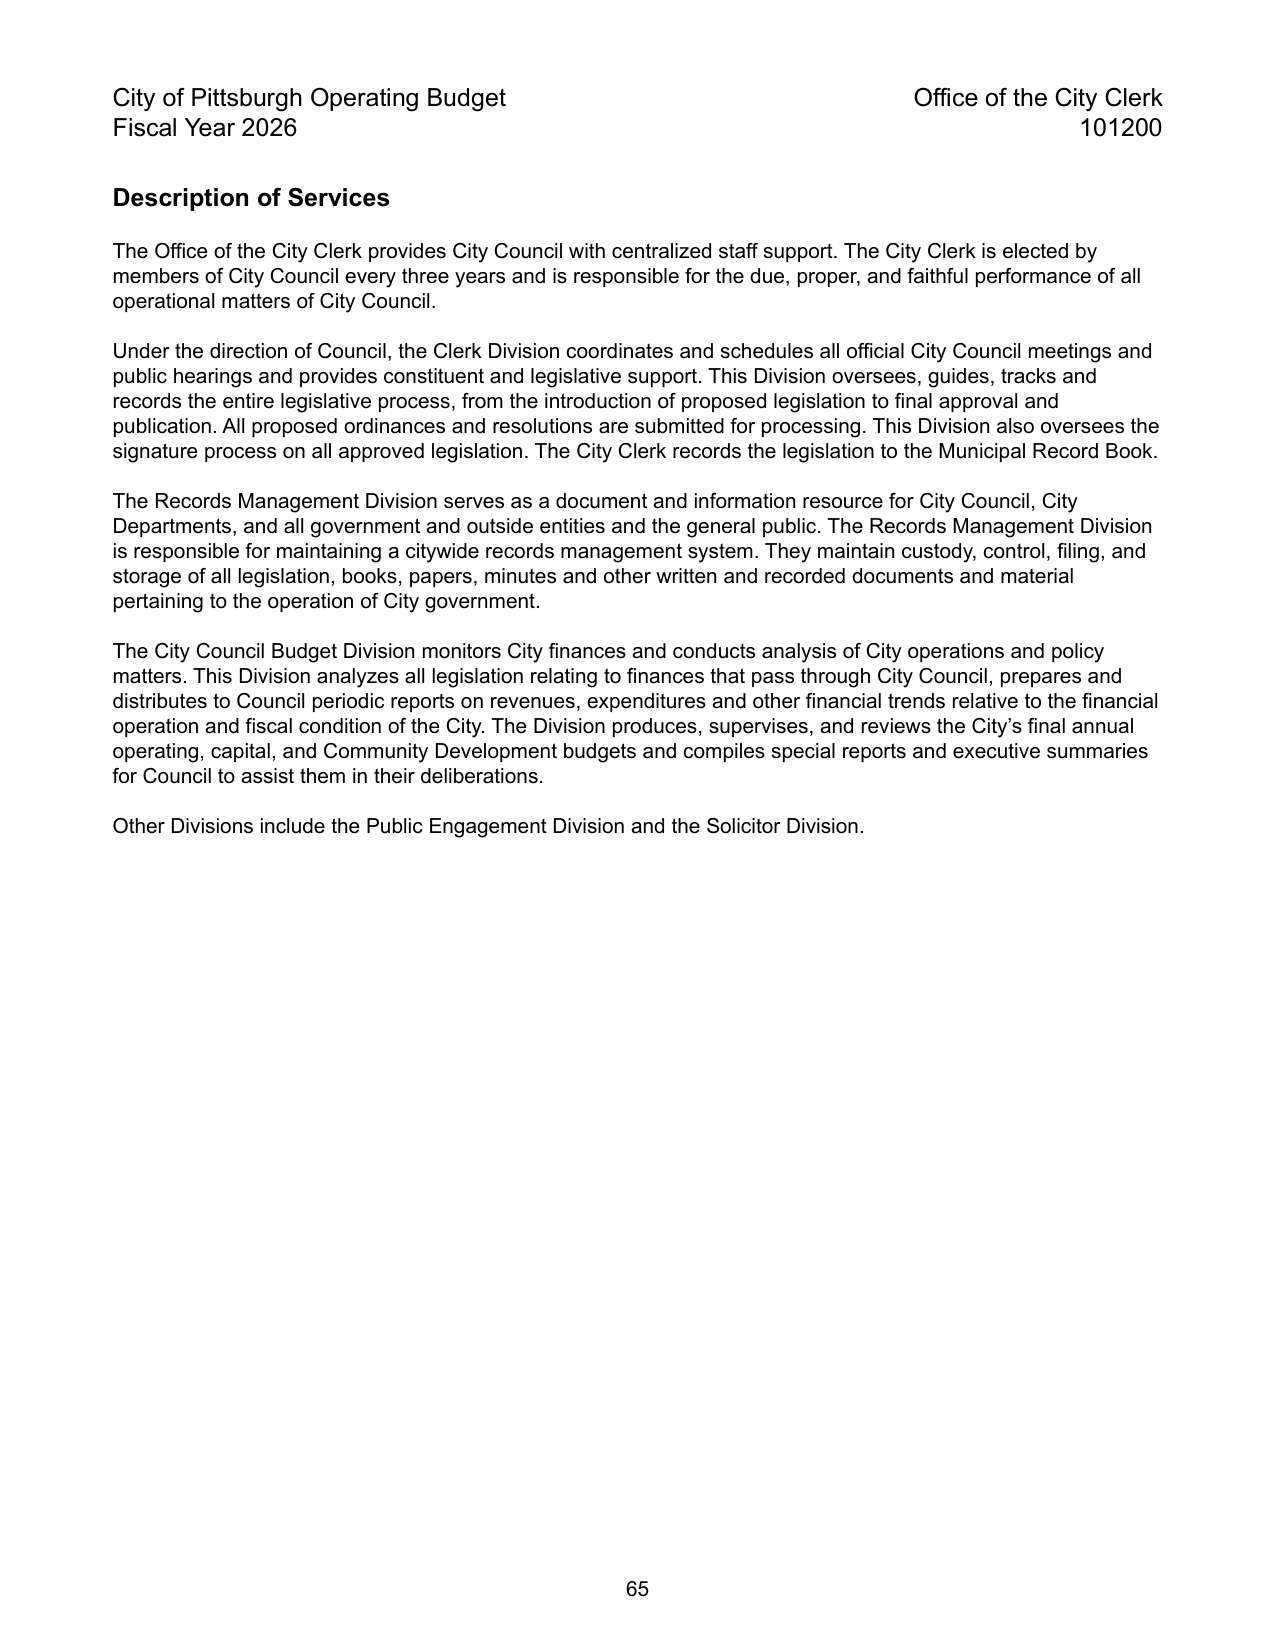 City of Pittsburgh Operating Budget
Fiscal Year 2026
Office of the City Clerk
101200
Description of Services
The Office of the City Clerk provides City Council with centralized staff support. The City Clerk is elected by
members of City Council every three years and is responsible for the due, proper, and faithful performance of all
operational matters of City Council.
Under the direction of Council, the Clerk Division coordinates and schedules all official City Council meetings and
public hearings and provides constituent and legislative support. This Division oversees, guides, tracks and
records the entire legislative process, from the introduction of proposed legislation to final approval and
publication. All proposed ordinances and resolutions are submitted for processing. This Division also oversees the
signature process on all approved legislation. The City Clerk records the legislation to the Municipal Record Book.
The Records Management Division serves as a document and information resource for City Council, City
Departments, and all government and outside entities and the general public. The Records Management Division
is responsible for maintaining a citywide records management system. They maintain custody, control, filing, and
storage of all legislation, books, papers, minutes and other written and recorded documents and material
pertaining to the operation of City government.
The City Council Budget Division monitors City finances and conducts analysis of City operations and policy
matters. This Division analyzes all legislation relating to finances that pass through City Council, prepares and
distributes to Council periodic reports on revenues, expenditures and other financial trends relative to the financial
operation and fiscal condition of the City. The Division produces, supervises, and reviews the City’s final annual
operating, capital, and Community Development budgets and compiles special reports and executive summaries
for Council to assist them in their deliberations.
Other Divisions include the Public Engagement Division and the Solicitor Division.
65